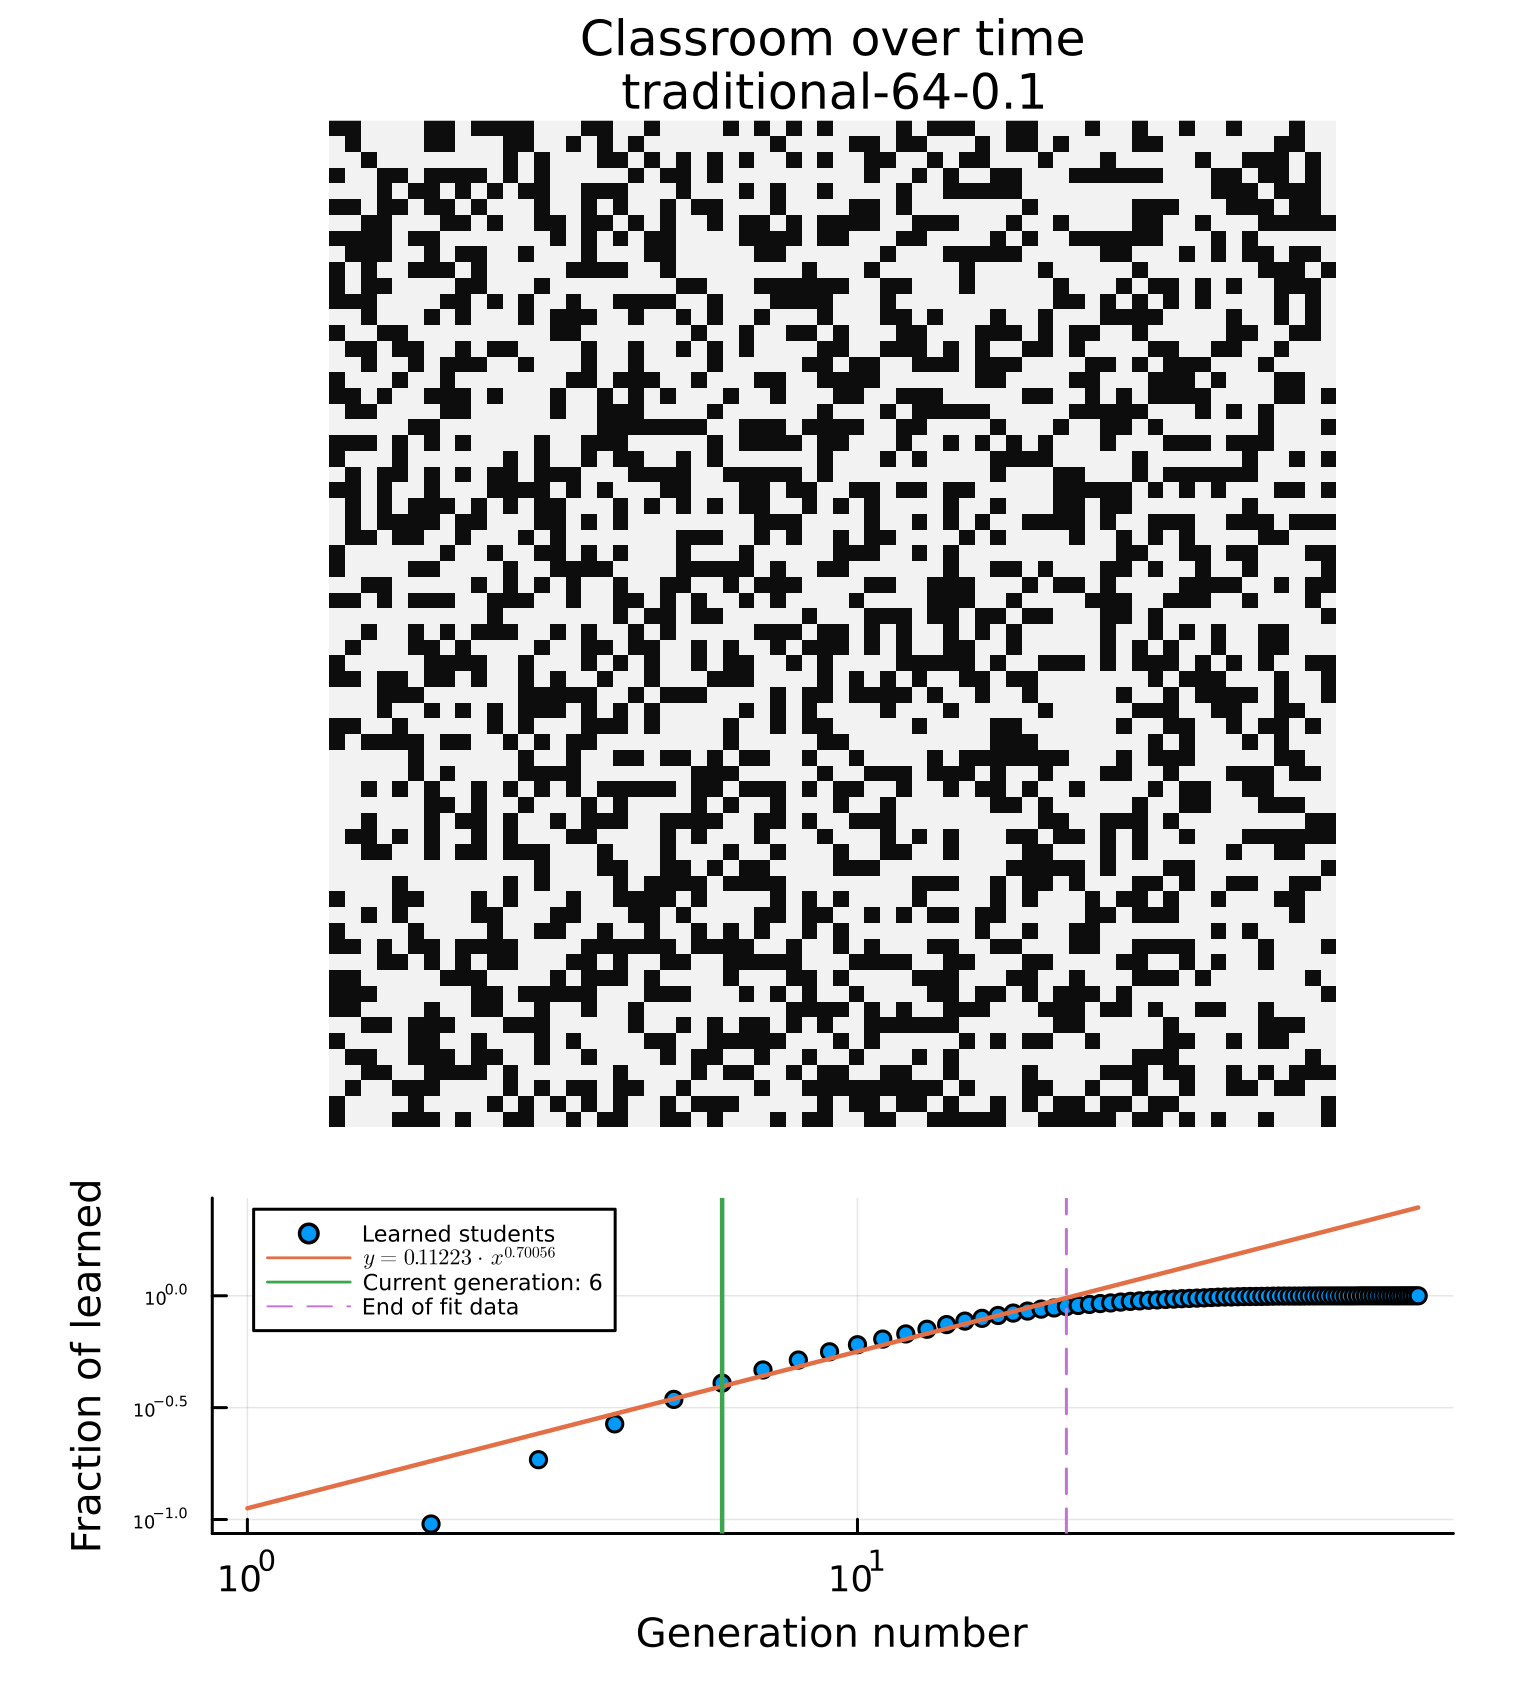 Classroom over time
traditional-64-0.1
Fraction of learned
Learned students
y = 0.11223 · x^0.70056
Current generation: 6
End of fit data
10^0.0
10^−0.5
10^−1.0
10^0
10^1
Generation number